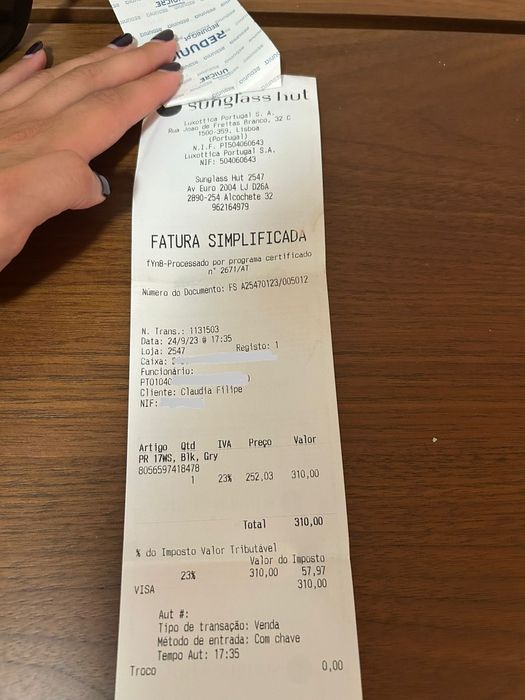 REDUNIQ
UNICRE
sunglass hut
Luxottica Portugal S. A.
Rua Joao de Freitas Branco, 32 C
1500-359, Lisboa
(Portugal)
N.I.F. PT504060643
Luxottica Portugal S.A.
NIF: 504060643
Sunglass Hut 2547
Av Euro 2004 LJ D26A
2890-254 Alcochete 32
962164979
FATURA SIMPLIFICADA
fYnB-Processado por programa certificado
n° 2671/AT
Número do Documento: FS A25470123/005012
N. Trans.: 1131503
Data: 24/9/23 @ 17:35
Loja: 2547 Registo: 1
Caixa:
Funcionário:
PT0104C )
Cliente: Claudia Filipe
NIF:
Artigo Qtd IVA Preço Valor
PR 17WS, Blk, Gry
8056597418478
1 23% 252,03 310,00
Total 310,00
% do Imposto Valor Tributável
Valor do Imposto
23% 310,00 57,97
VISA 310,00
Aut #:
Tipo de transação: Venda
Método de entrada: Com chave
Tempo Aut: 17:35
Troco 0,00